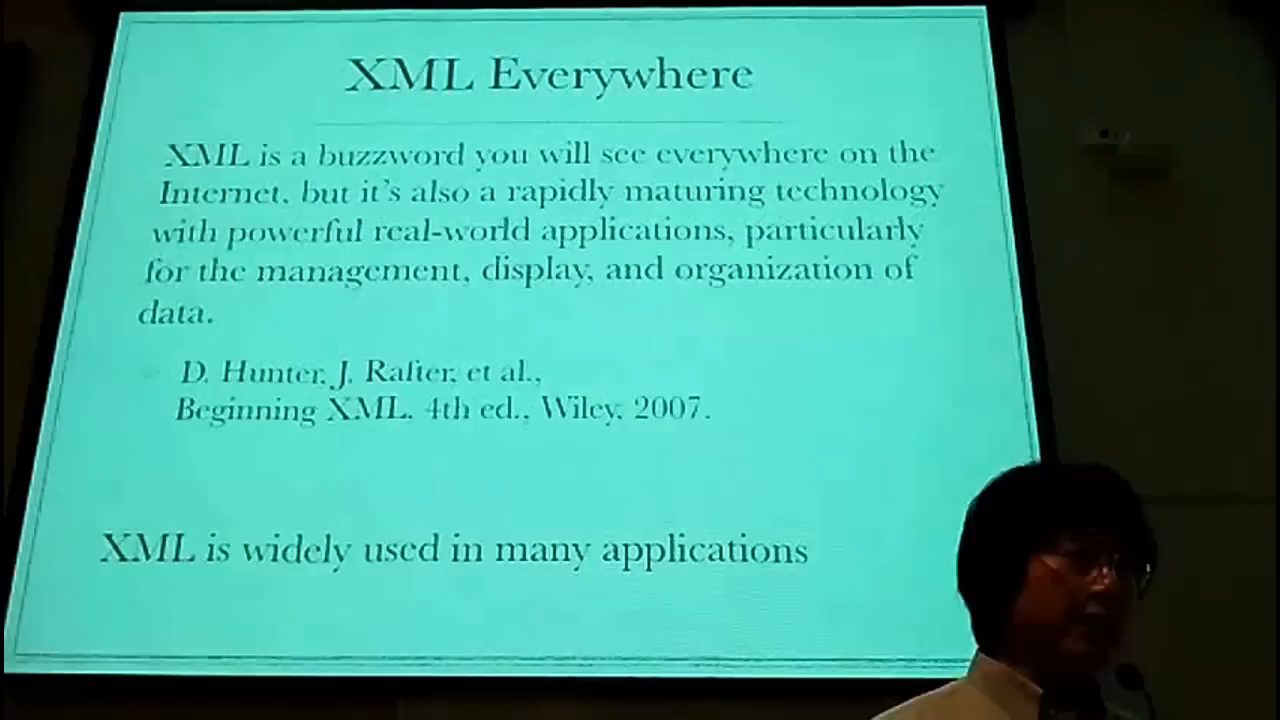 XML Everywhere
XML is a buzzword you will see everywhere on the
Internet, but it's also a rapidly maturing technology
with powerful real-world applications, particularly
for the management, display, and organization of
data.
D. Hunter, J. Rafter, et al.,
Beginning XML, 4th ed., Wiley, 2007.
XML is widely used in many applications